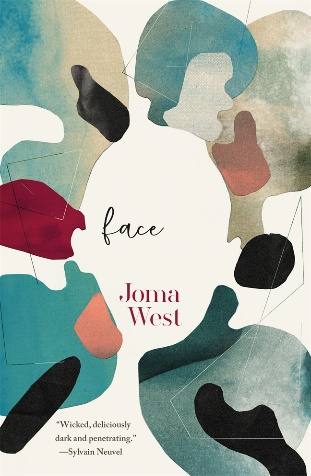 face
Joma
West
“Wicked, deliciously
dark and penetrating.”
—Sylvain Neuvel